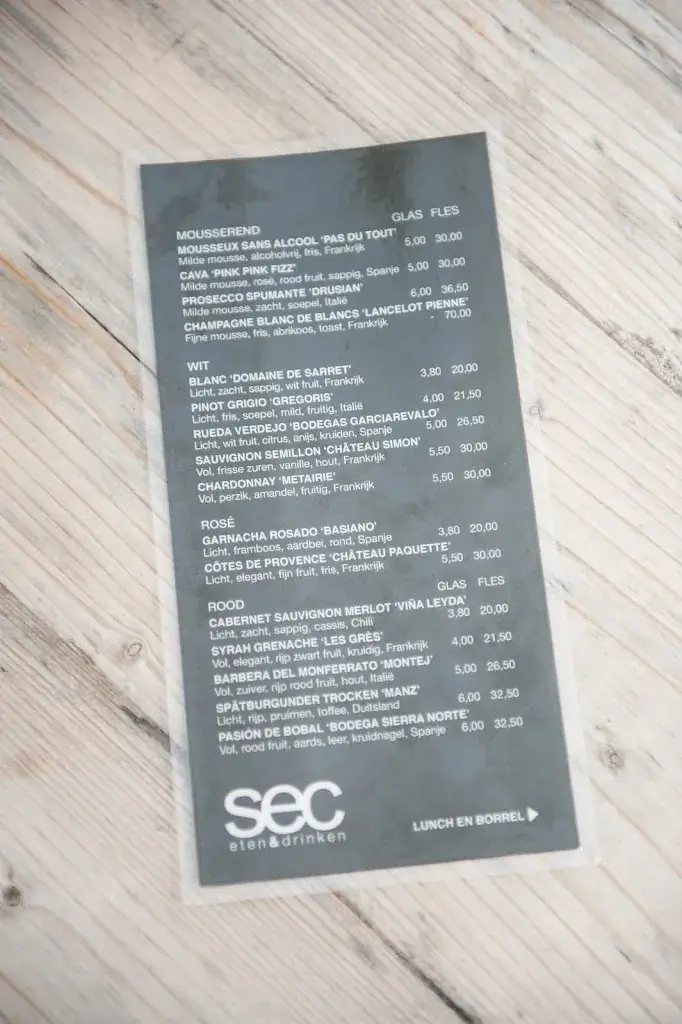 GLAS FLES
MOUSSEREND
MOUSSEUX SANS ALCOOL ‘PAS DU TOUT’ 5,00 30,00
Milde mousse, alcoholvrij, fris, Frankrijk
CAVA ‘PINK PINK FIZZ’ 5,00 30,00
Milde mousse, rosé, rood fruit, sappig, Spanje
PROSECCO SPUMANTE ‘DRUSIAN’ 6,00 36,50
Milde mousse, zacht, soepel, Italië
CHAMPAGNE BLANC DE BLANCS ‘LANCELOT PIENNE’ - 70,00
Fijne mousse, fris, abrikoos, toast, Frankrijk
WIT
BLANC ‘DOMAINE DE SARRET’ 3,80 20,00
Licht, zacht, sappig, wit fruit, Frankrijk
PINOT GRIGIO ‘GREGORIS’ 4,00 21,50
Licht, fris, soepel, mild, fruitig, Italië
RUEDA VERDEJO ‘BODEGAS GARCIAREVALO’ 5,00 26,50
Licht, wit fruit, citrus, anijs, kruiden, Spanje
SAUVIGNON SEMILLON ‘CHÂTEAU SIMON’ 5,50 30,00
Vol, frisse zuren, vanille, hout, Frankrijk
CHARDONNAY ‘METAIRIE’ 5,50 30,00
Vol, perzik, amandel, fruitig, Frankrijk
ROSÉ
GARNACHA ROSADO ‘BASIANO’ 3,80 20,00
Licht, framboos, aardbei, rond, Spanje
CÔTES DE PROVENCE ‘CHÂTEAU PAQUETTE’ 5,50 30,00
Licht, elegant, fijn fruit, fris, Frankrijk
ROOD GLAS FLES
CABERNET SAUVIGNON MERLOT ‘VIÑA LEYDA’ 3,80 20,00
Licht, zacht, sappig, cassis, Chili
SYRAH GRENACHE ‘LES GRÈS’ 4,00 21,50
Vol, elegant, rijp zwart fruit, kruidig, Frankrijk
BARBERA DEL MONFERRATO ‘MONTEJ’ 5,00 26,50
Vol, zuiver, rijp rood fruit, hout, Italië
SPÄTBURGUNDER TROCKEN ‘MANZ’ 6,00 32,50
Licht, rijp, pruimen, toffee, Duitsland
PASIÓN DE BOBAL ‘BODEGA SIERRA NORTE’ 6,00 32,50
Vol, rood fruit, aards, leer, kruidnagel, Spanje
sec
eten&drinken
LUNCH EN BORREL